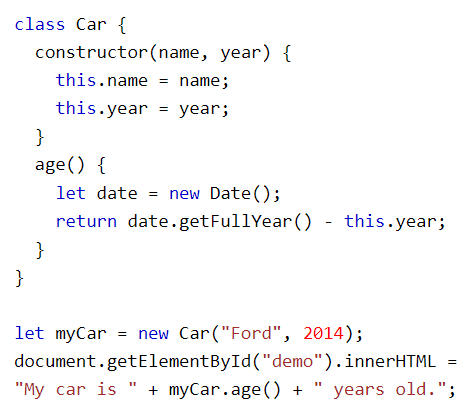 class Car {
  constructor(name, year) {
    this.name = name;
    this.year = year;
  }
  age() {
    let date = new Date();
    return date.getFullYear() - this.year;
  }
}

let myCar = new Car("Ford", 2014);
document.getElementById("demo").innerHTML =
"My car is " + myCar.age() + " years old.";